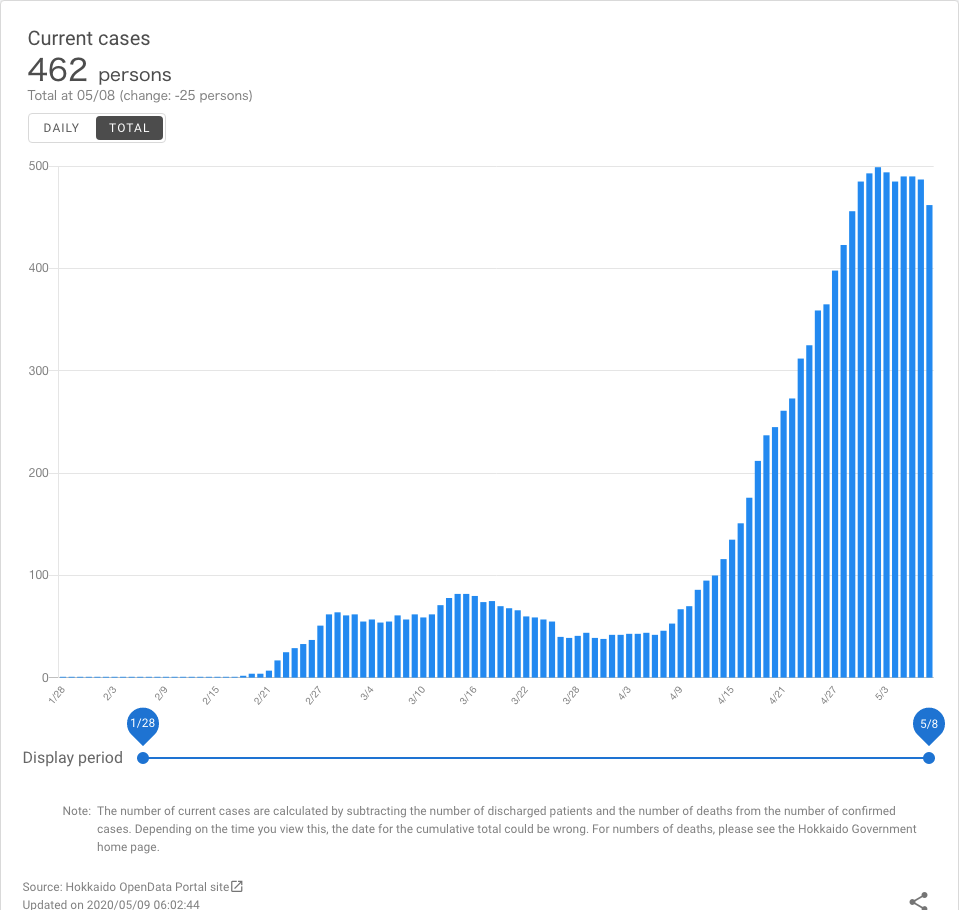 Current cases
462 persons
Total at 05/08 (change: -25 persons)
DAILY TOTAL
500
400
300
200
100
0
1/28 2/3 2/9 2/15 2/21 2/27 3/4 3/10 3/16 3/22 3/28 4/3 4/9 4/15 4/21 4/27 5/3
1/28 5/8
Display period
Note: The number of current cases are calculated by subtracting the number of discharged patients and the number of deaths from the number of confirmed
cases. Depending on the time you view this, the date for the cumulative total could be wrong. For numbers of deaths, please see the Hokkaido Government
home page.
Source: Hokkaido OpenData Portal site
Updated on 2020/05/09 06:02:44